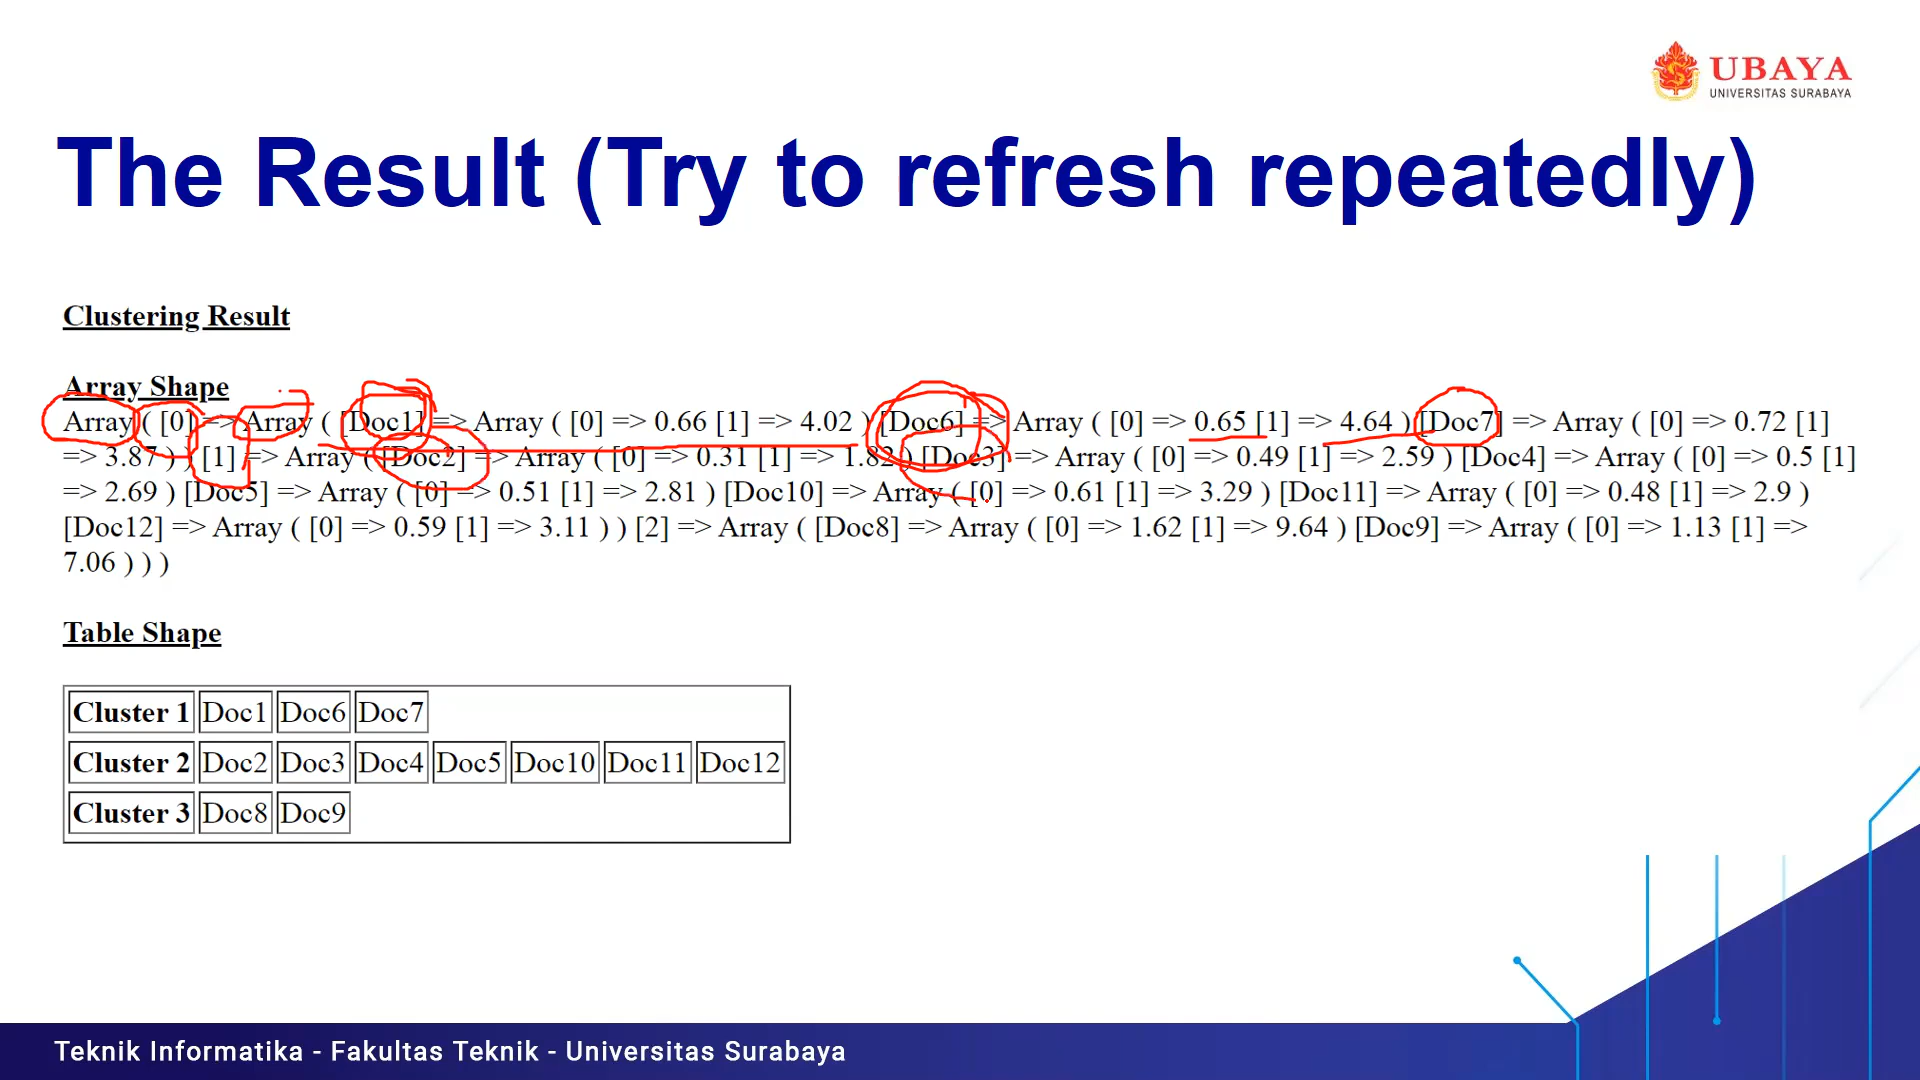 UBAYA
UNIVERSITAS SURABAYA
The Result (Try to refresh repeatedly)
Clustering Result
Array Shape
Array ( [0] => Array ( [Doc1] => Array ( [0] => 0.66 [1] => 4.02 ) [Doc6] => Array ( [0] => 0.65 [1] => 4.64 ) [Doc7] => Array ( [0] => 0.72 [1]
=> 3.87 ) ) [1] => Array ( [Doc2] => Array ( [0] => 0.31 [1] => 1.82 ) [Doc3] => Array ( [0] => 0.49 [1] => 2.59 ) [Doc4] => Array ( [0] => 0.5 [1]
=> 2.69 ) [Doc5] => Array ( [0] => 0.51 [1] => 2.81 ) [Doc10] => Array ( [0] => 0.61 [1] => 3.29 ) [Doc11] => Array ( [0] => 0.48 [1] => 2.9 )
[Doc12] => Array ( [0] => 0.59 [1] => 3.11 ) ) [2] => Array ( [Doc8] => Array ( [0] => 1.62 [1] => 9.64 ) [Doc9] => Array ( [0] => 1.13 [1] =>
7.06 ) ) )
Table Shape
Cluster 1 Doc1 Doc6 Doc7
Cluster 2 Doc2 Doc3 Doc4 Doc5 Doc10 Doc11 Doc12
Cluster 3 Doc8 Doc9
Teknik Informatika - Fakultas Teknik - Universitas Surabaya